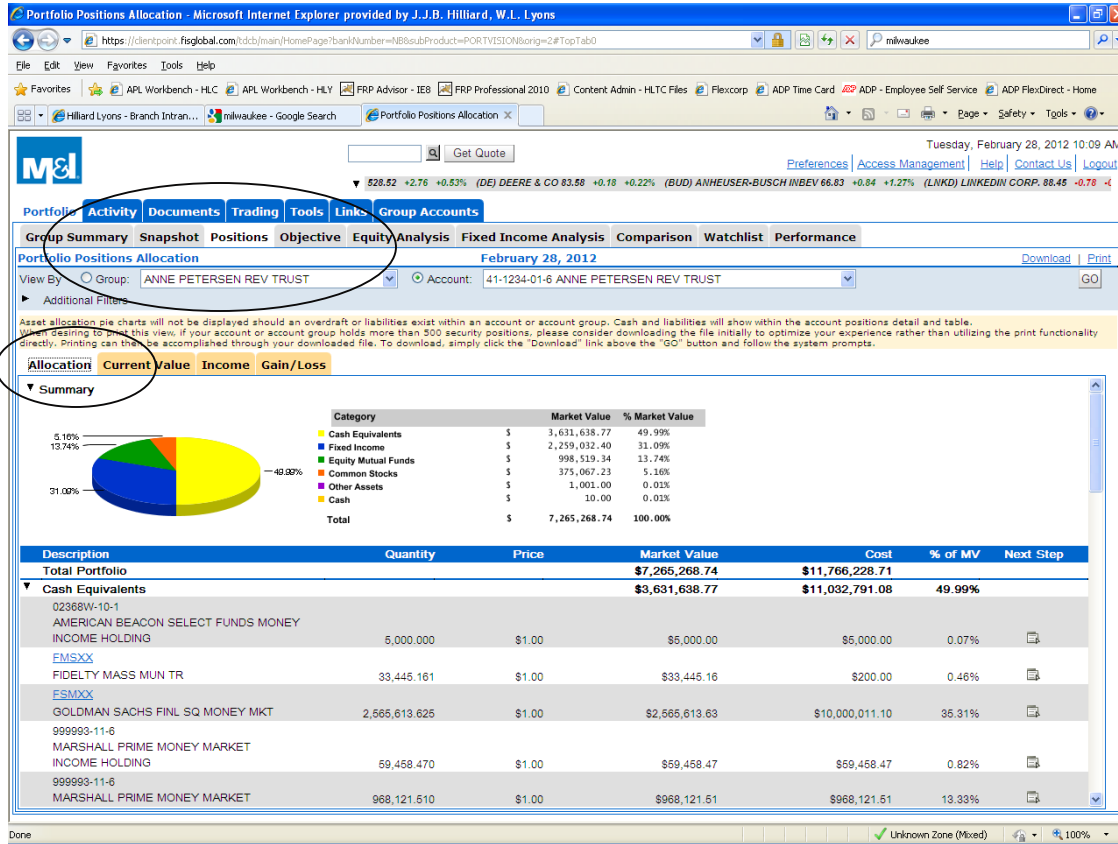 Portfolio Positions Allocation - Microsoft Internet Explorer provided by J.J.B. Hilliard, W.L. Lyons
https://clientpoint.fisglobal.com/tdcb/main/HomePage?bankNumber=NB&subProduct=PORTVISION&orig=2#TopTab0
milwaukee
File Edit View Favorites Tools Help
Favorites APL Workbench - HLC APL Workbench - HLY FRP Advisor - IE8 FRP Professional 2010 Content Admin - HLTC Files Flexcorp ADP Time Card ADP - Employee Self Service ADP FlexDirect - Home
Hilliard Lyons - Branch Intran... milwaukee - Google Search Portfolio Positions Allocation Page Safety Tools
M&I
Get Quote
Tuesday, February 28, 2012 10:09 AM
Preferences Access Management Help Contact Us Logout
528.52 +2.76 +0.53% (DE) DEERE & CO 83.58 +0.18 +0.22% (BUD) ANHEUSER-BUSCH INBEV 66.83 +0.84 +1.27% (LNKD) LINKEDIN CORP. 88.45 -0.78
Portfolio Activity Documents Trading Tools Links Group Accounts
Group Summary Snapshot Positions Objective Equity Analysis Fixed Income Analysis Comparison Watchlist Performance
Portfolio Positions Allocation February 28, 2012 Download | Print
View By Group: ANNE PETERSEN REV TRUST Account: 41-1234-01-6 ANNE PETERSEN REV TRUST GO
Additional Filters
Asset allocation pie charts will not be displayed should an overdraft or liabilities exist within an account or account group. Cash and liabilities will show within the account positions detail and table.
When desiring to print this view, if your account or account group holds more than 500 security positions, please consider downloading the file initially to optimize your experience rather than utilizing the print functionality
directly. Printing can then be accomplished through your downloaded file. To download, simply click the "Download" link above the "GO" button and follow the system prompts.
Allocation Current Value Income Gain/Loss
Summary
Category Market Value % Market Value
Cash Equivalents $ 3,631,638.77 49.99%
Fixed Income $ 2,259,032.40 31.09%
Equity Mutual Funds $ 998,519.34 13.74%
Common Stocks $ 375,067.23 5.16%
Other Assets $ 1,001.00 0.01%
Cash $ 10.00 0.01%
Total $ 7,265,268.74 100.00%
5.16%
13.74%
49.99%
31.09%
Description Quantity Price Market Value Cost % of MV Next Step
Total Portfolio $7,265,268.74 $11,766,228.71
Cash Equivalents $3,631,638.77 $11,032,791.08 49.99%
02368W-10-1
AMERICAN BEACON SELECT FUNDS MONEY
INCOME HOLDING 5,000.000 $1.00 $5,000.00 $5,000.00 0.07%
FMSXX
FIDELTY MASS MUN TR 33,445.161 $1.00 $33,445.16 $200.00 0.46%
FSMXX
GOLDMAN SACHS FINL SQ MONEY MKT 2,565,613.625 $1.00 $2,565,613.63 $10,000,011.10 35.31%
999993-11-6
MARSHALL PRIME MONEY MARKET
INCOME HOLDING 59,458.470 $1.00 $59,458.47 $59,458.47 0.82%
999993-11-6
MARSHALL PRIME MONEY MARKET 968,121.510 $1.00 $968,121.51 $968,121.51 13.33%
Done Unknown Zone (Mixed) 100%